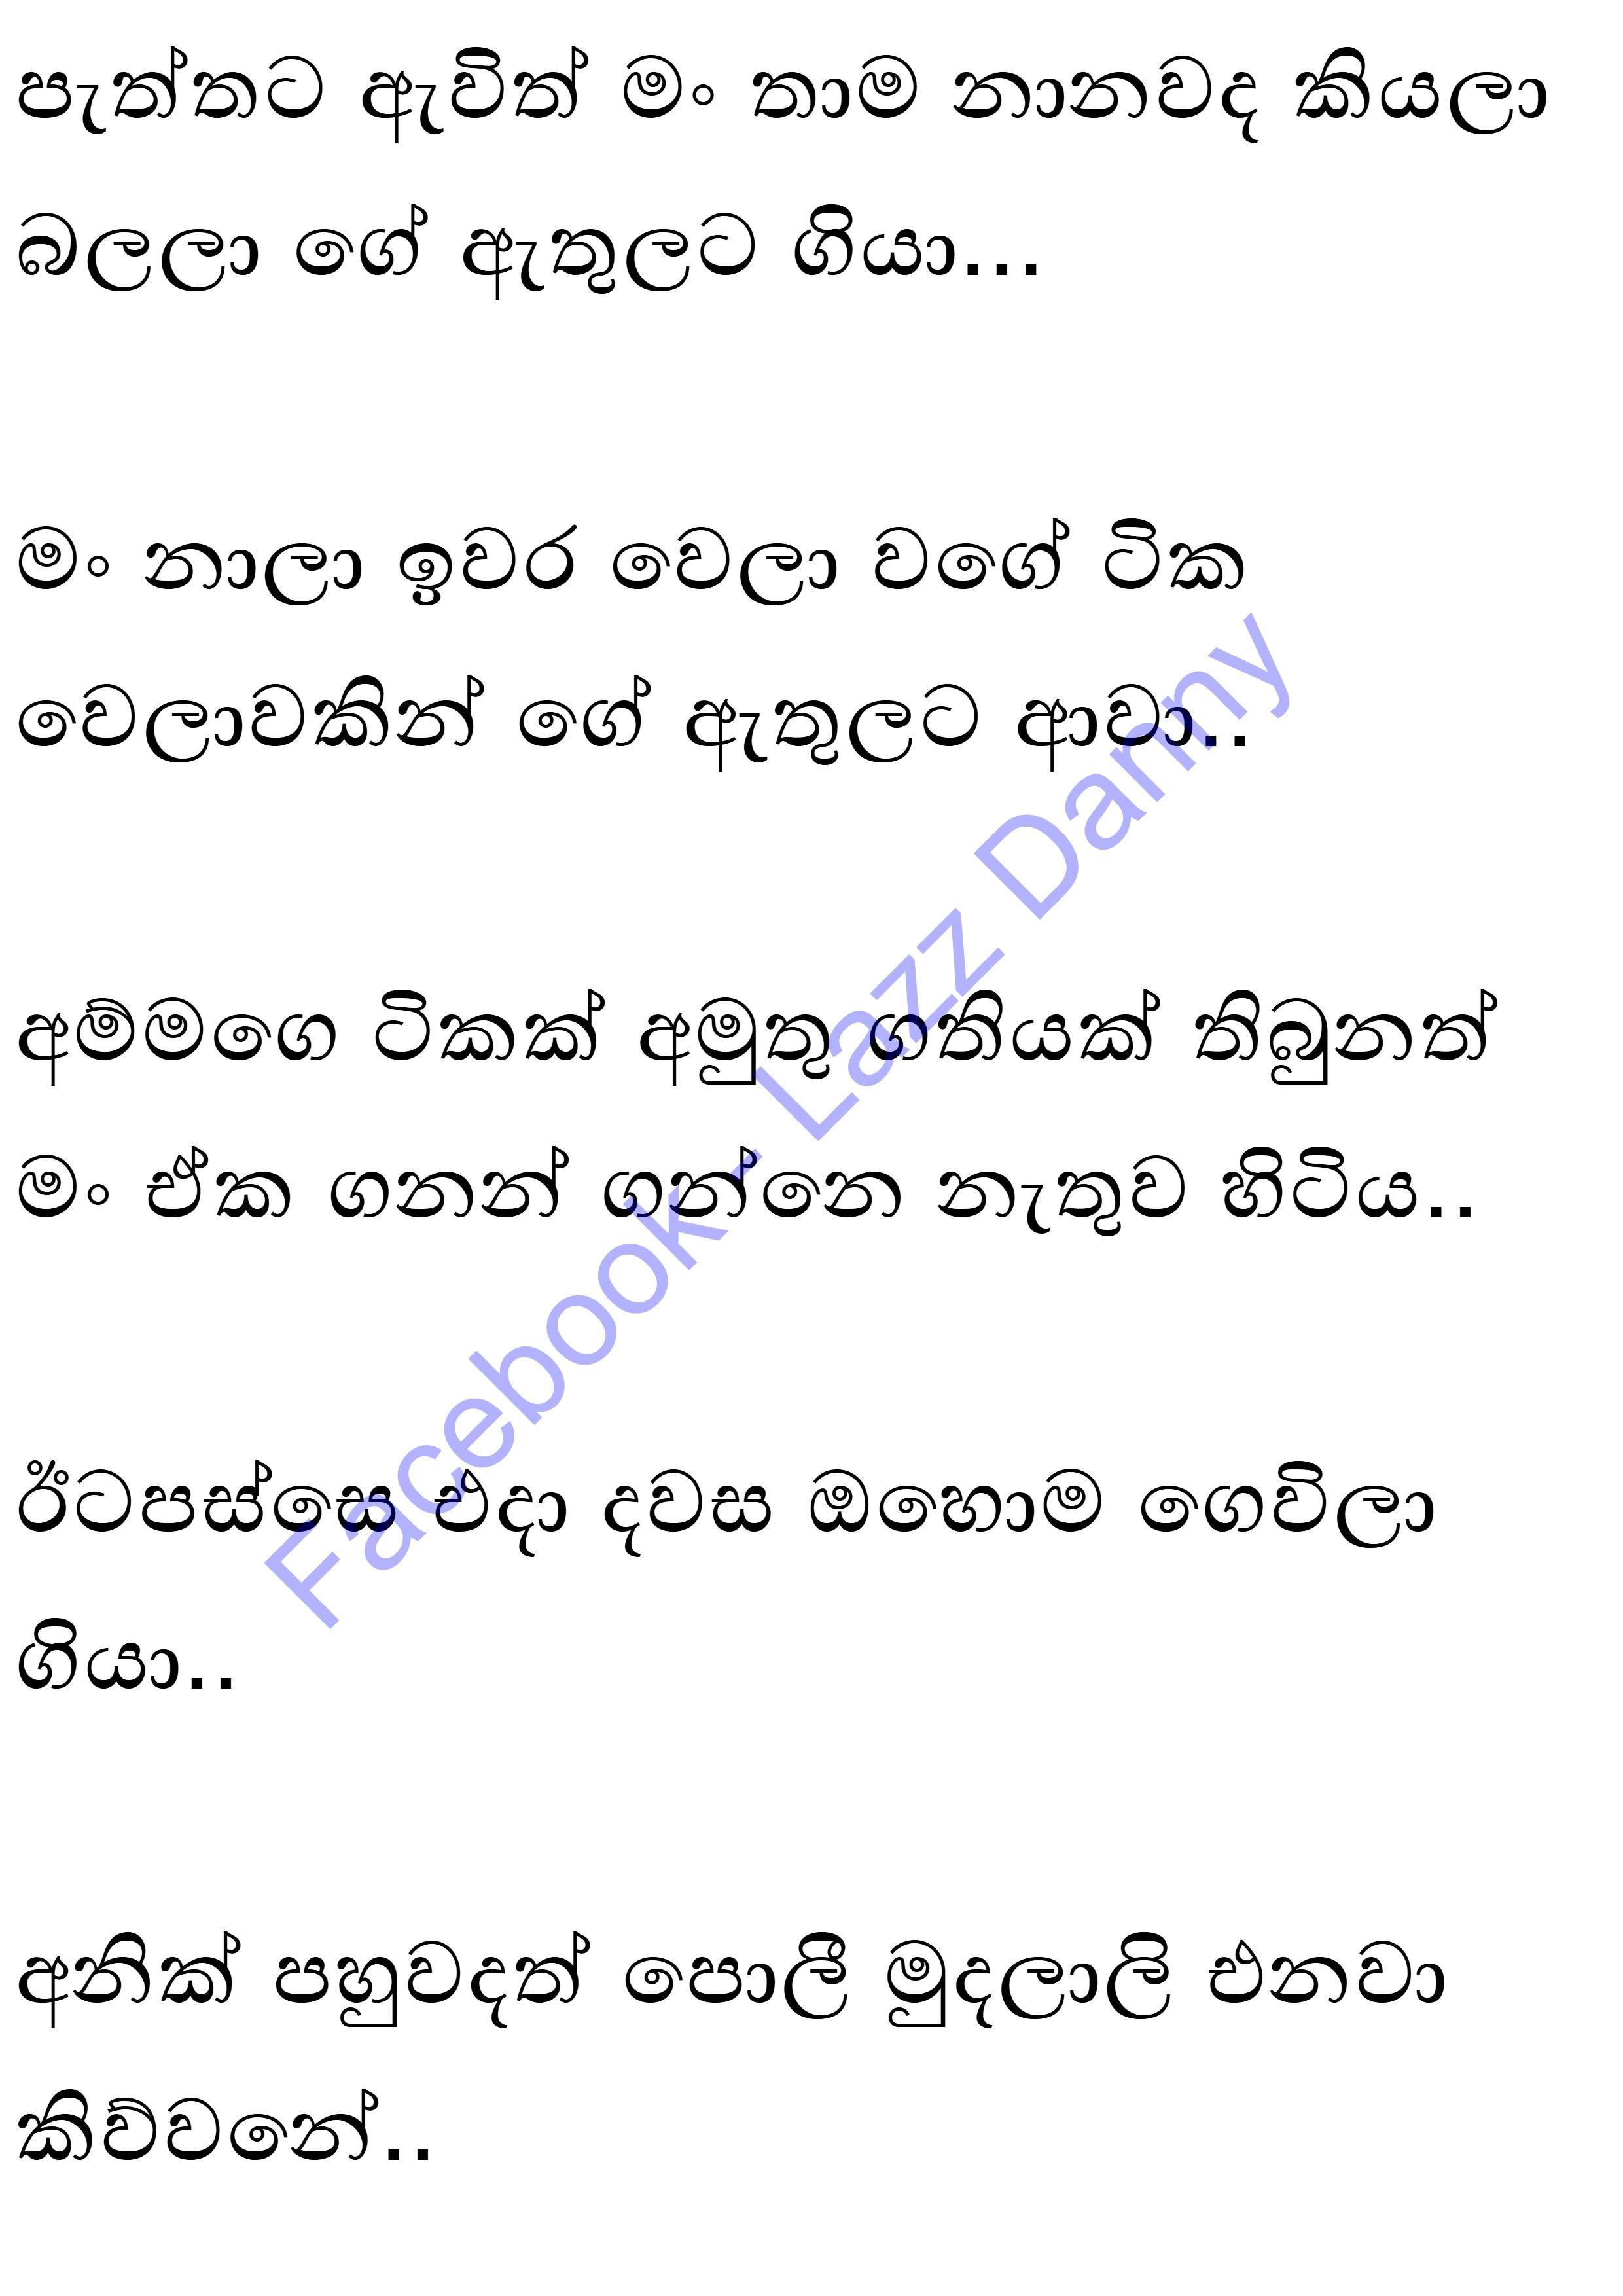 පැත්තට ඇවිත් මං තාම නානවද කියලා
බලලා ගේ ඇතුලට ගියා...
මං නාලා ඉවර වෙලා වගේ ටික
වෙලාවකින් ගේ ඇතුලට ආවා..
අම්මගෙ ටිකක් අමුතු ගතියක් තිබුනත්
මං ඒක ගනන් ගන්නෙ නැතුව හිටිය..
ඊටපස්සෙ එදා දවස ඔහොම ගෙවිලා
ගියා..
අනික් පහුවදත් පොලී මුදලාලි එනවා
කිව්වනේ..
Facebook - Lazz Danny